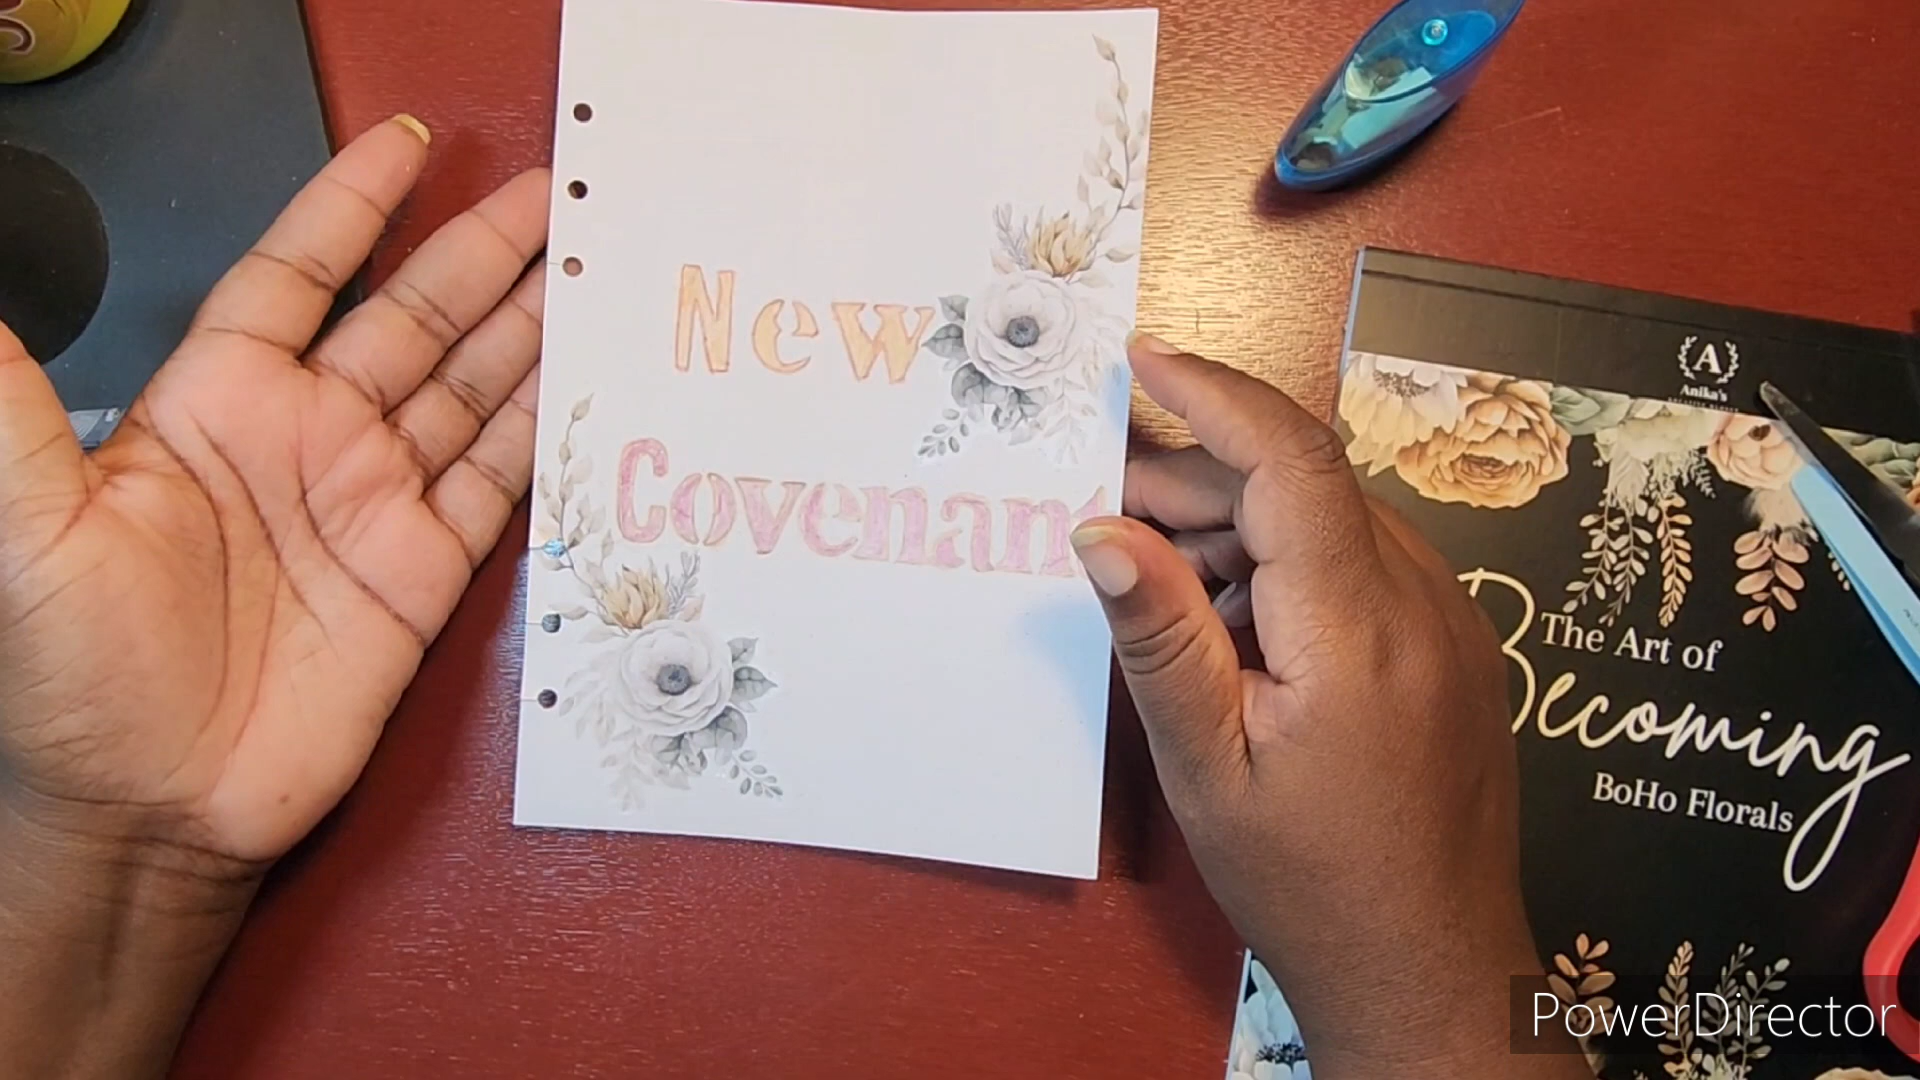 New
Covenant
A
Anika's
The Art of
Becoming
BoHo Florals
PowerDirector